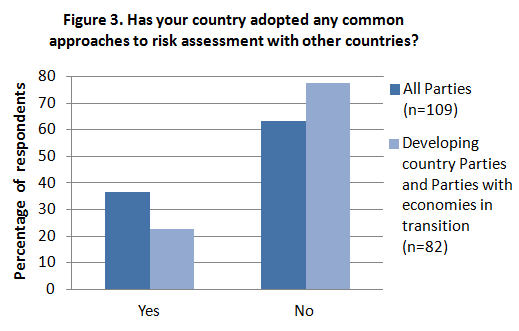 Figure 3. Has your country adopted any common
approaches to risk assessment with other countries?
Percentage of respondents
80
70
60
50
40
30
20
10
0
Yes
No
All Parties
(n=109)
Developing
country Parties
and Parties with
economies in
transition
(n=82)